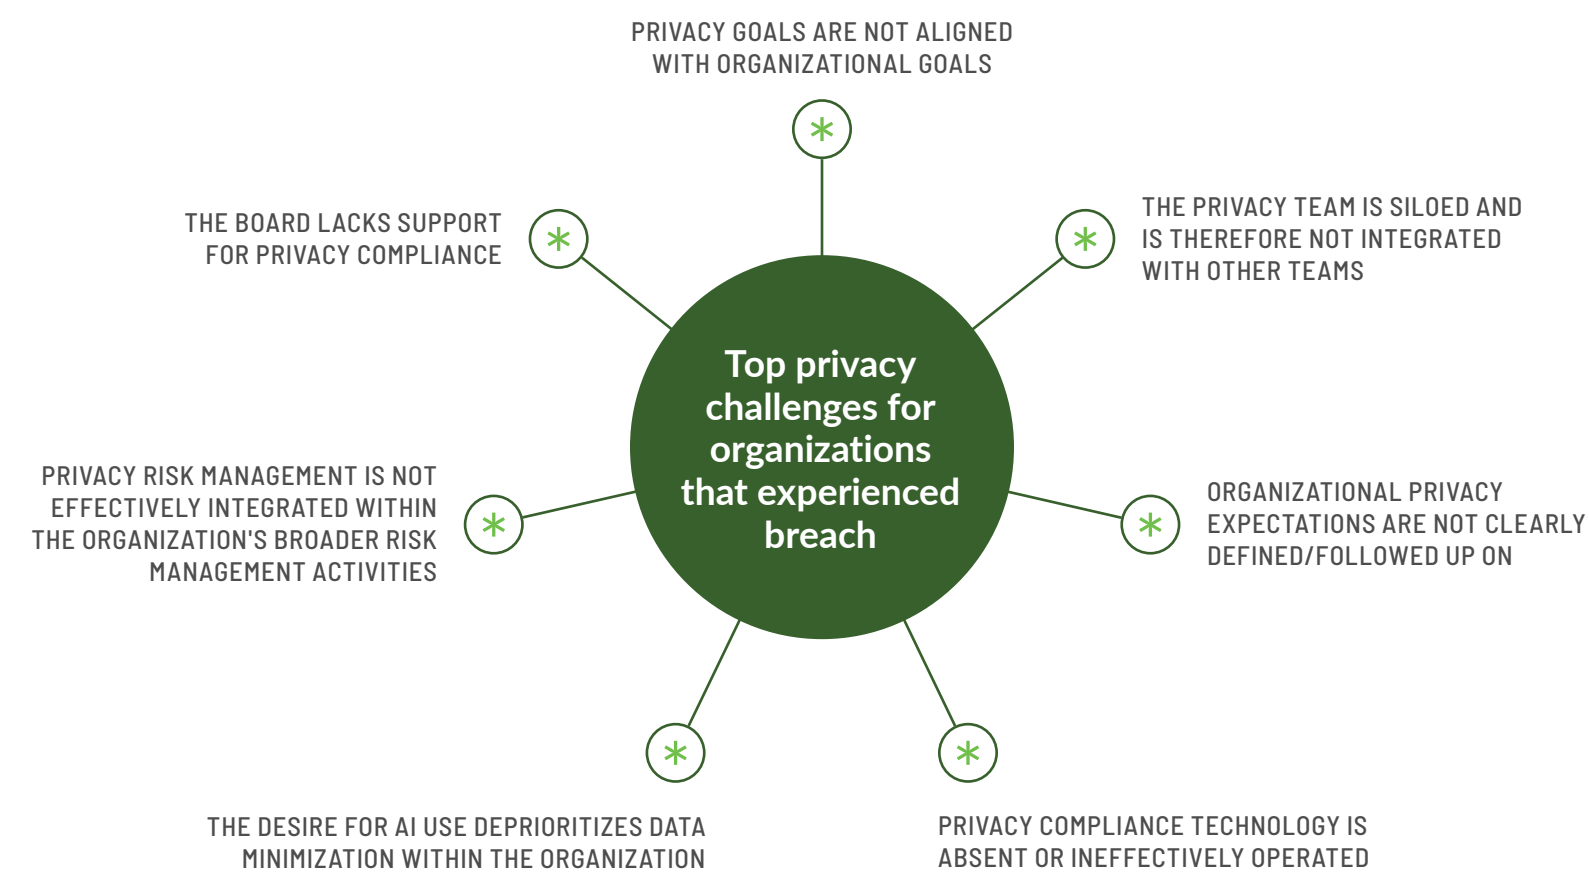 PRIVACY GOALS ARE NOT ALIGNED
WITH ORGANIZATIONAL GOALS
THE PRIVACY TEAM IS SILOED AND
IS THEREFORE NOT INTEGRATED
WITH OTHER TEAMS
THE BOARD LACKS SUPPORT
FOR PRIVACY COMPLIANCE
Top privacy
challenges for
organizations
that experienced
breach
PRIVACY RISK MANAGEMENT IS NOT
EFFECTIVELY INTEGRATED WITHIN
THE ORGANIZATION'S BROADER RISK
MANAGEMENT ACTIVITIES
ORGANIZATIONAL PRIVACY
EXPECTATIONS ARE NOT CLEARLY
DEFINED/FOLLOWED UP ON
THE DESIRE FOR AI USE DEPRIORITIZES DATA
MINIMIZATION WITHIN THE ORGANIZATION
PRIVACY COMPLIANCE TECHNOLOGY IS
ABSENT OR INEFFECTIVELY OPERATED